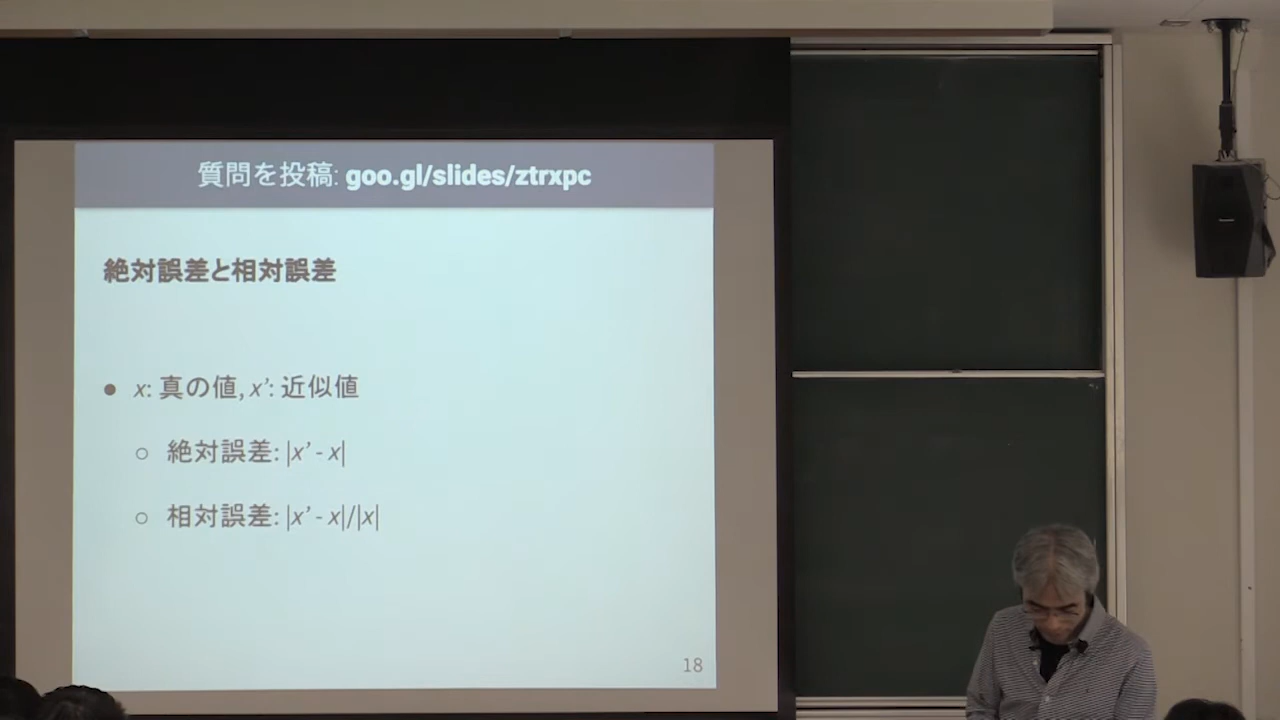 質問を投稿: goo.gl/slides/ztrxpc
絶対誤差と相対誤差
● x: 真の値, x’: 近似値
○ 絶対誤差: |x’ - x|
○ 相対誤差: |x’ - x|/|x|
18